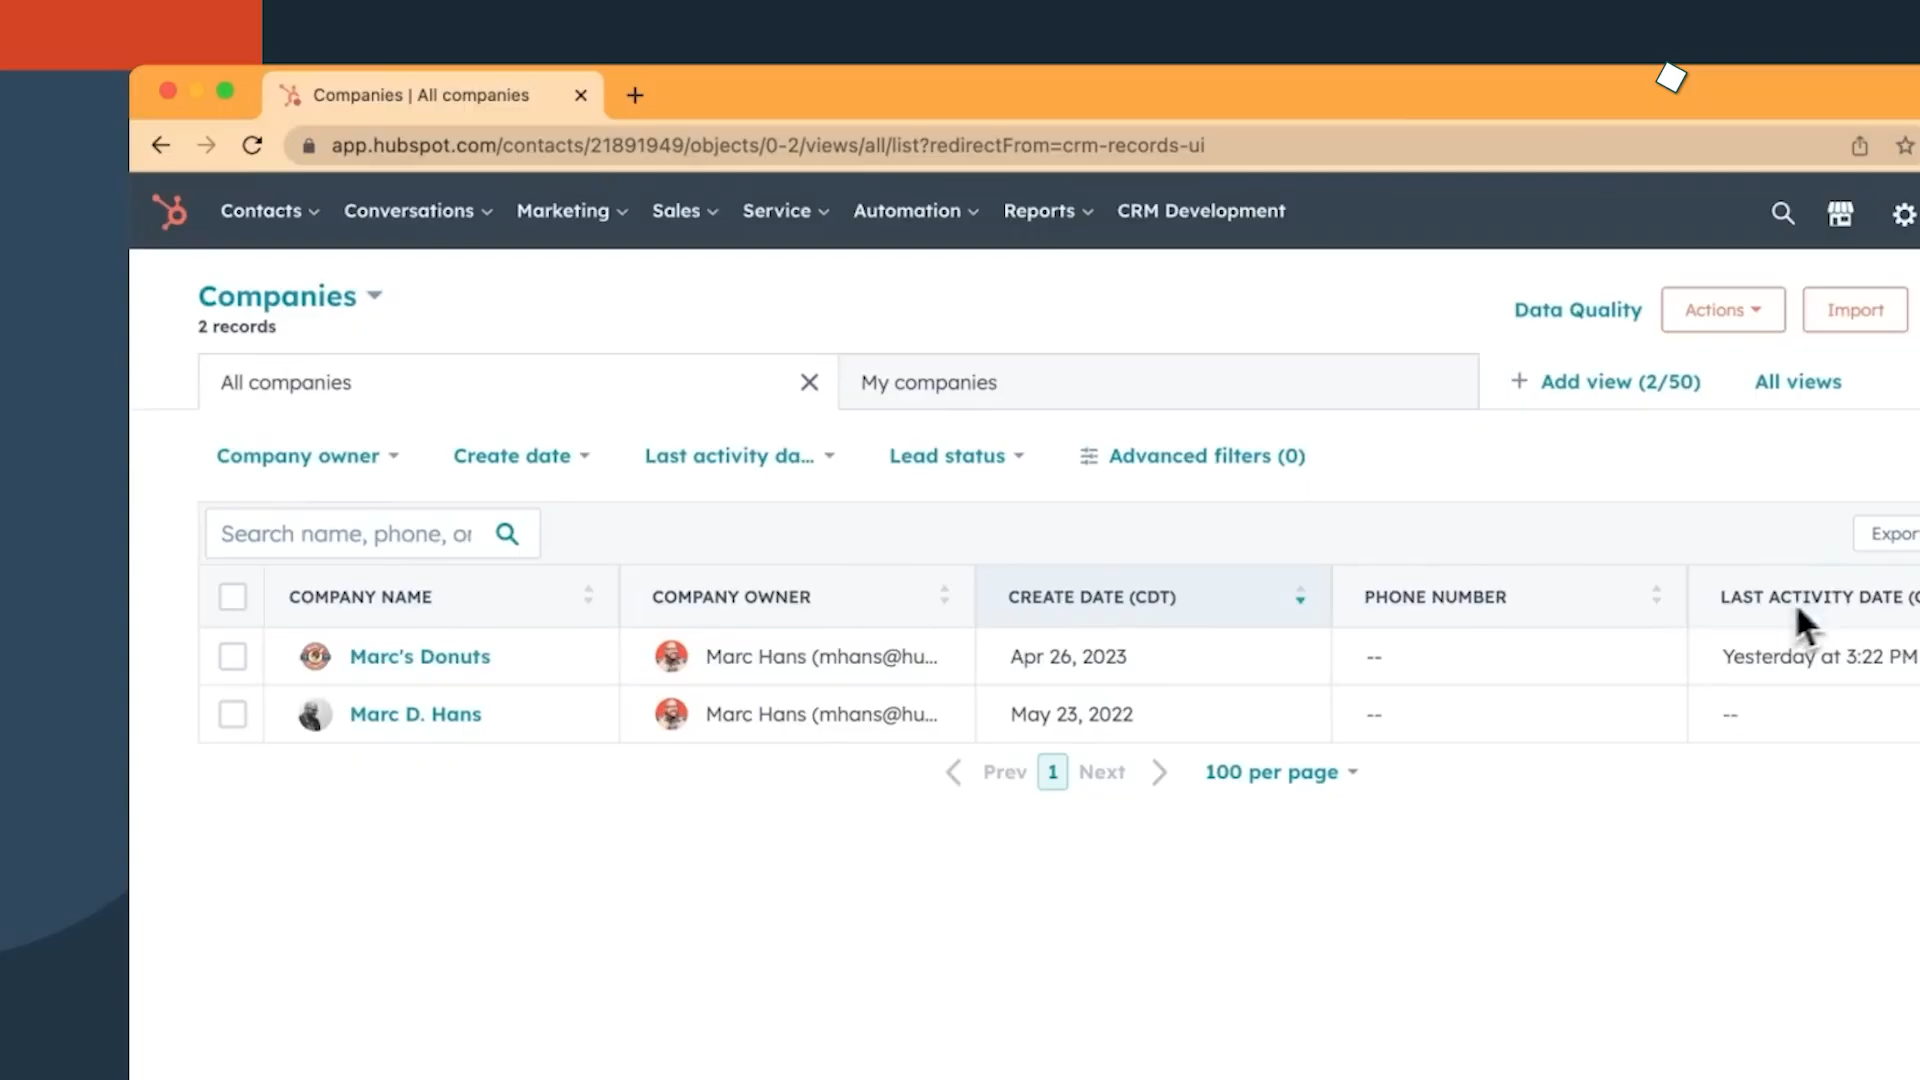 Companies | All companies
app.hubspot.com/contacts/21891949/objects/0-2/views/all/list?redirectFrom=crm-records-ui
Contacts Conversations Marketing Sales Service Automation Reports CRM Development
Companies
2 records
Data Quality Actions Import
All companies My companies + Add view (2/50) All views
Company owner Create date Last activity da... Lead status Advanced filters (0)
Search name, phone, or Expor
COMPANY NAME COMPANY OWNER CREATE DATE (CDT) PHONE NUMBER LAST ACTIVITY DATE (C
Marc's Donuts Marc Hans (mhans@hu... Apr 26, 2023 -- Yesterday at 3:22 PM
Marc D. Hans Marc Hans (mhans@hu... May 23, 2022 -- --
Prev 1 Next 100 per page